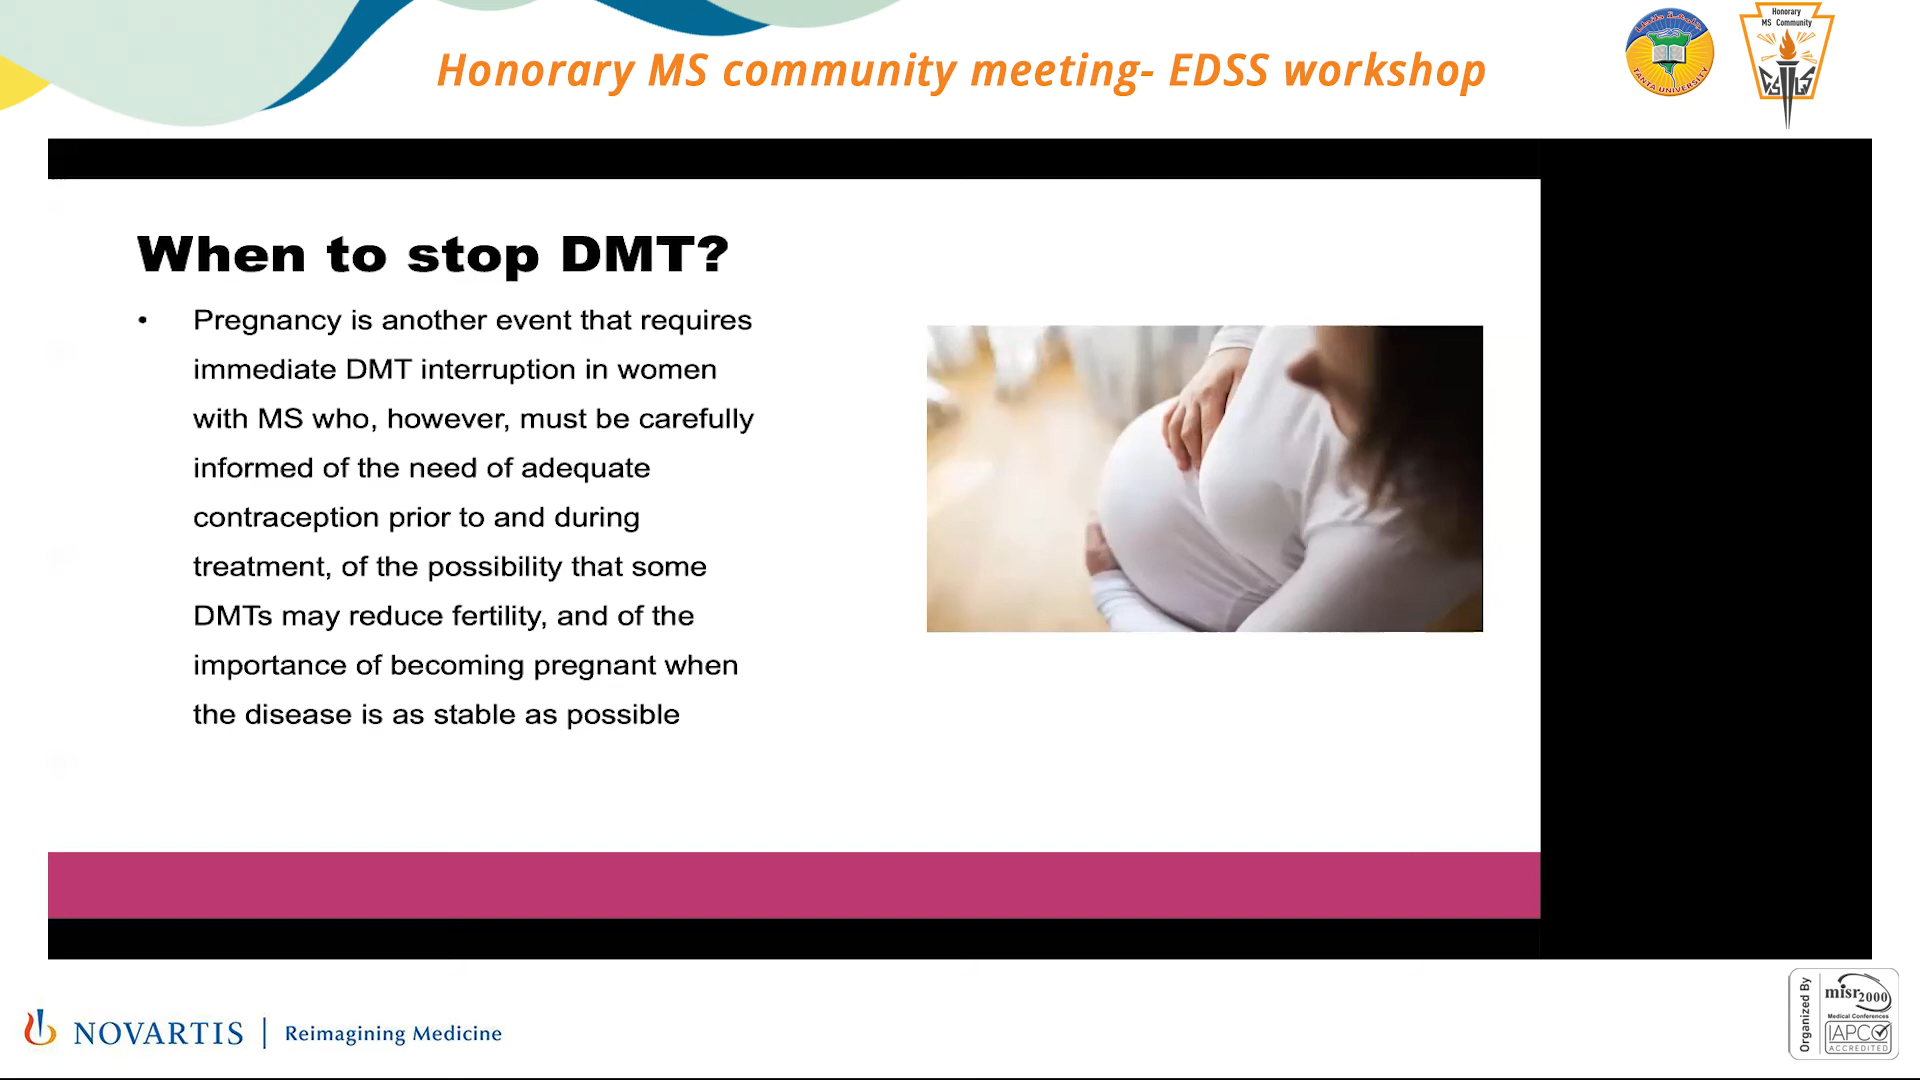 Honorary
MS Community
Honorary MS community meeting- EDSS workshop
TANTA UNIVERSITY
When to stop DMT?
• Pregnancy is another event that requires
immediate DMT interruption in women
with MS who, however, must be carefully
informed of the need of adequate
contraception prior to and during
treatment, of the possibility that some
DMTs may reduce fertility, and of the
importance of becoming pregnant when
the disease is as stable as possible
NOVARTIS | Reimagining Medicine
Organized By
misr2000
Medical Conferences
IAPCO
ACCREDITED